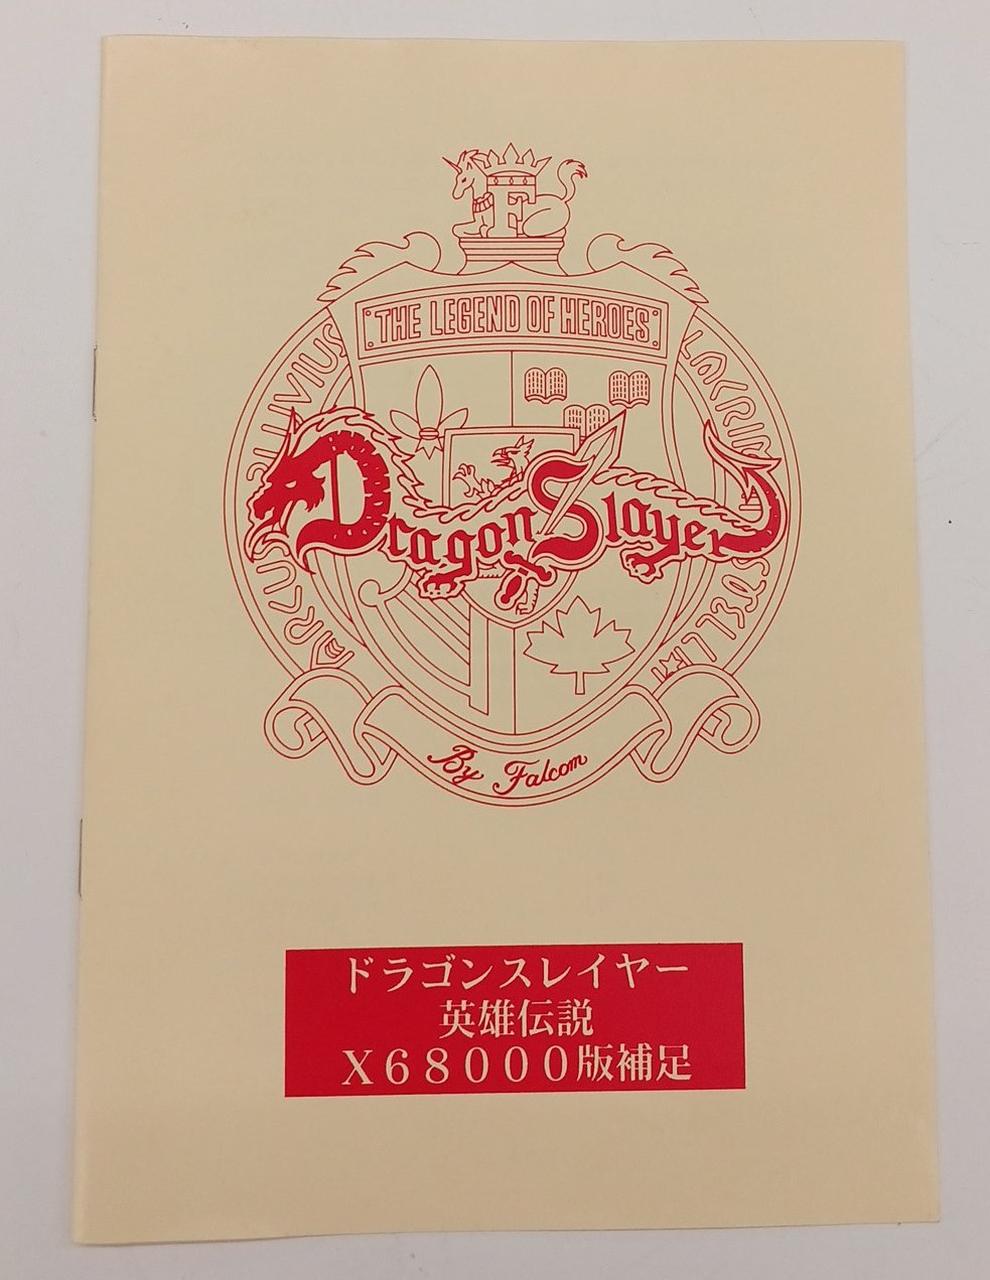 F
THE LEGEND OF HEROES
Dragon Slayer
By Falcom
ドラゴンスレイヤー
英雄伝説
X68000版補足